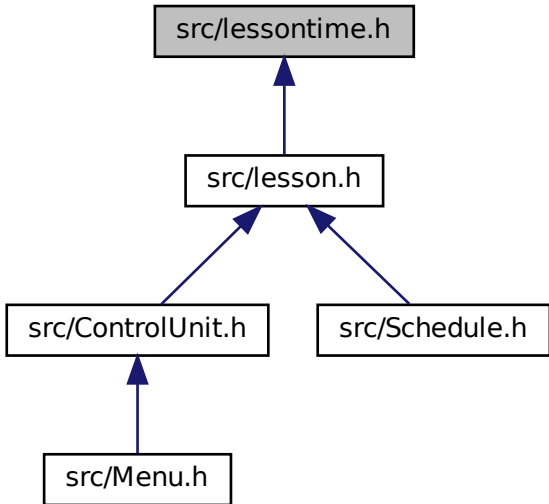 src/lessontime.h
src/lesson.h
src/ControlUnit.h
src/Schedule.h
src/Menu.h